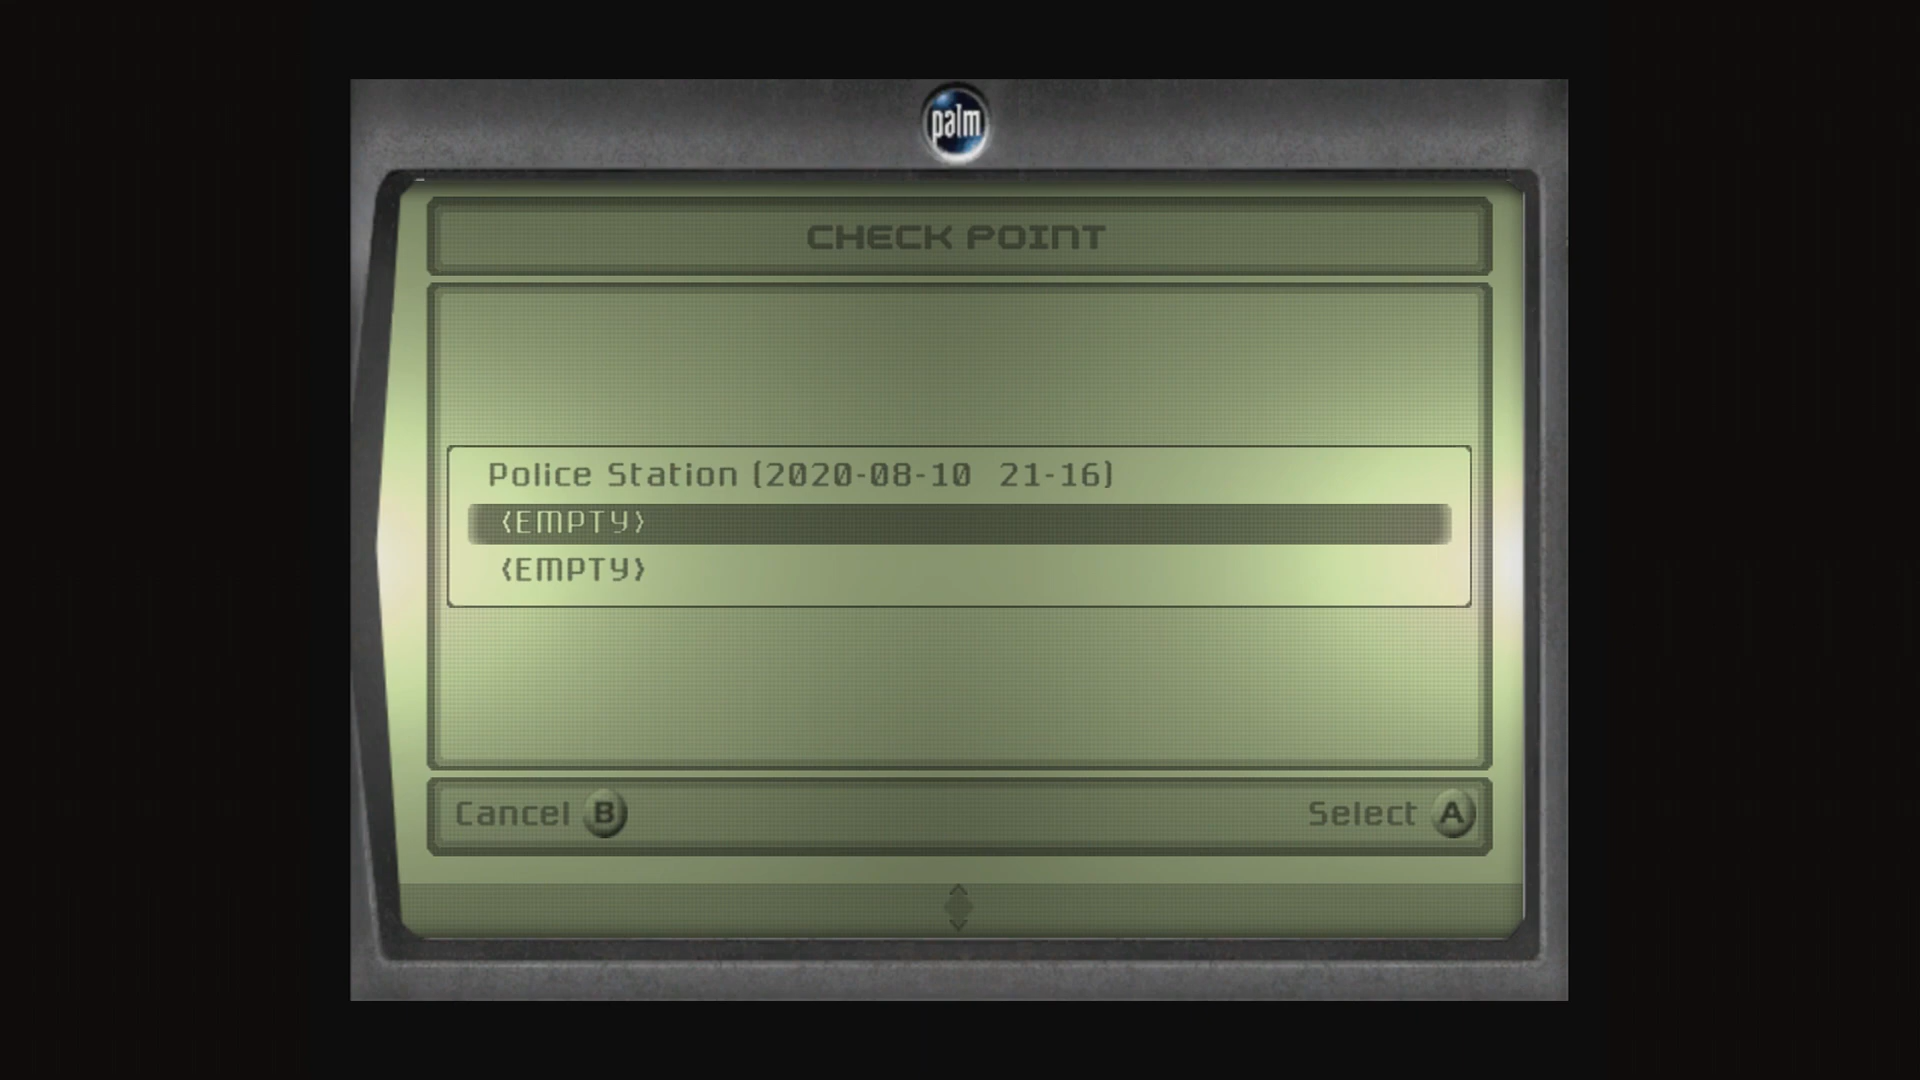 palm
CHECK POINT
Police Station (2020-08-10  21-16)
<EMPTY>
<EMPTY>
Cancel B
Select A